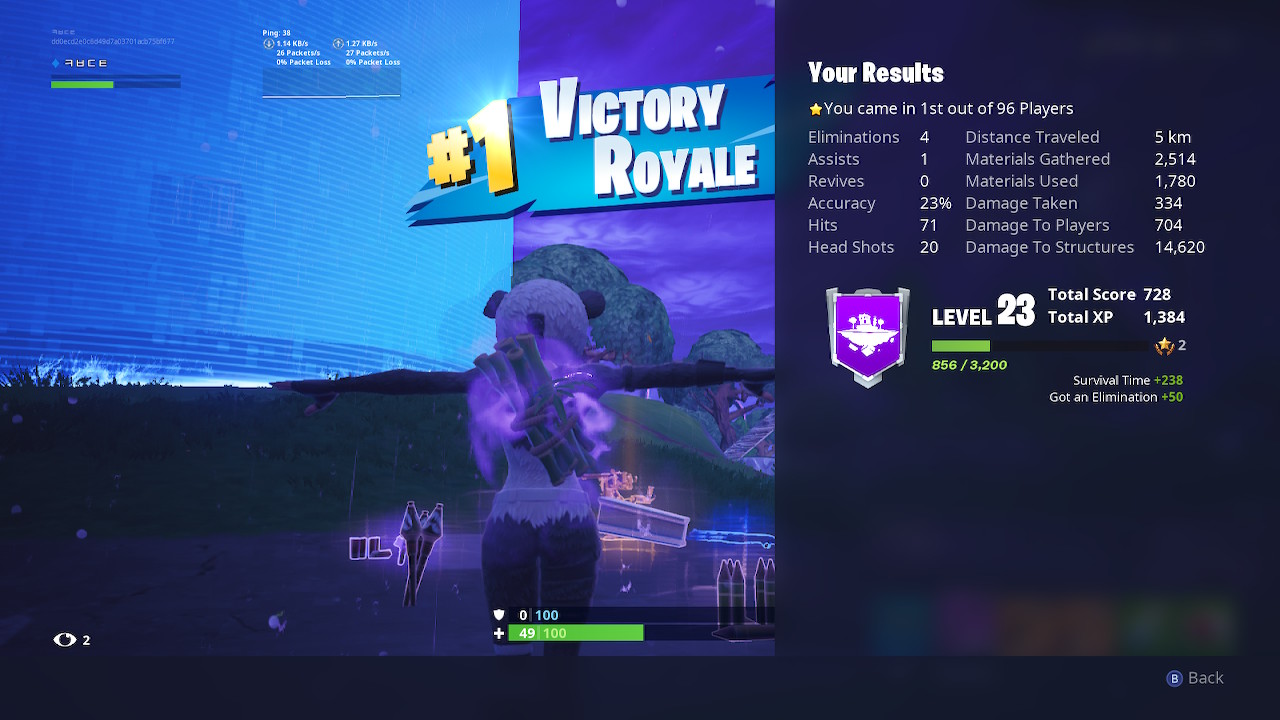 ㅋㅂㄷㄷ
Ping: 38
1.14 KB/s 1.27 KB/s
26 Packets/s 27 Packets/s
0% Packet Loss 0% Packet Loss
#1 VICTORY
ROYALE
0 100
49 100
2
Your Results
You came in 1st out of 96 Players
Eliminations 4 Distance Traveled 5 km
Assists 1 Materials Gathered 2,514
Revives 0 Materials Used 1,780
Accuracy 23% Damage Taken 334
Hits 71 Damage To Players 704
Head Shots 20 Damage To Structures 14,620
LEVEL 23
Total Score 728
Total XP 1,384
2
856 / 3,200
Survival Time +238
Got an Elimination +50
B Back